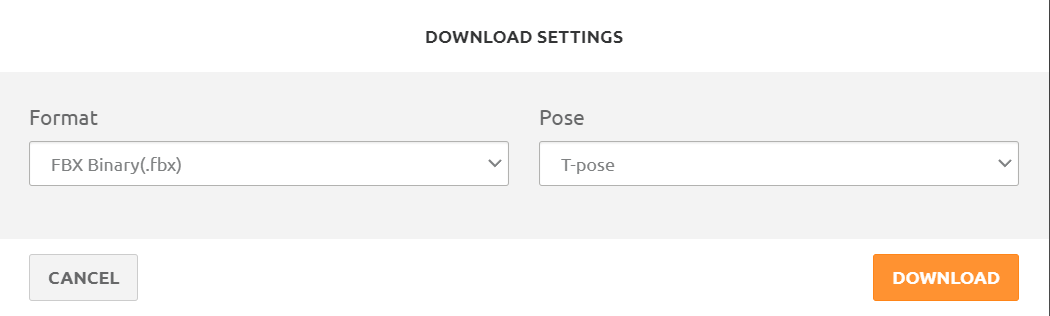 DOWNLOAD SETTINGS
Format
Pose
FBX Binary(.fbx)
T-pose
CANCEL
DOWNLOAD